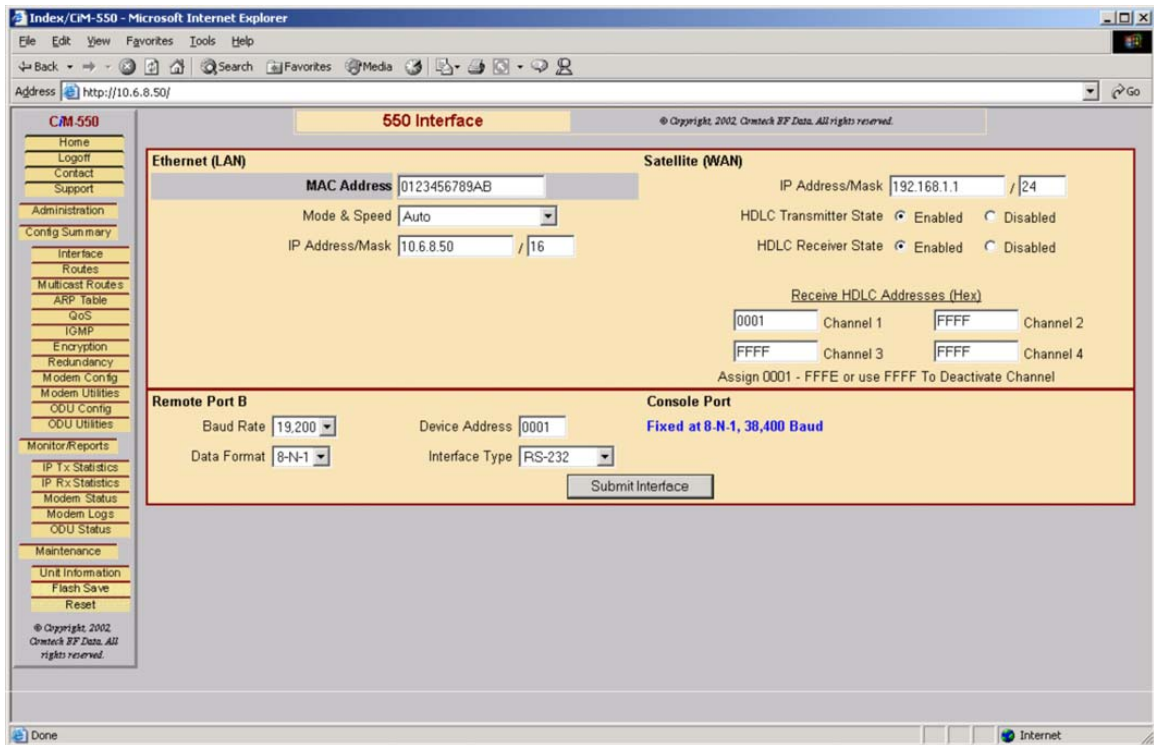 Index/CiM-550 - Microsoft Internet Explorer
File Edit View Favorites Tools Help
Back Search Favorites Media
Address http://10.6.8.50/ Go
CiM-550
Home
Logoff
Contact
Support
Administration
Config Summary
Interface
Routes
Multicast Routes
ARP Table
QoS
IGMP
Encryption
Redundancy
Modem Config
Modem Utilities
ODU Config
ODU Utilities
Monitor/Reports
IP Tx Statistics
IP Rx Statistics
Modem Status
Modem Logs
ODU Status
Maintenance
Unit Information
Flash Save
Reset
© Copyright, 2002,
Comtech EF Data. All
rights reserved.
550 Interface © Copyright, 2002, Comtech EF Data. All rights reserved.
Ethernet (LAN)
MAC Address 0123456789AB
Mode & Speed Auto
IP Address/Mask 10.6.8.50 / 16
Satellite (WAN)
IP Address/Mask 192.168.1.1 / 24
HDLC Transmitter State Enabled Disabled
HDLC Receiver State Enabled Disabled
Receive HDLC Addresses (Hex)
0001 Channel 1 FFFF Channel 2
FFFF Channel 3 FFFF Channel 4
Assign 0001 - FFFE or use FFFF To Deactivate Channel
Remote Port B
Baud Rate 19,200 Device Address 0001
Data Format 8-N-1 Interface Type RS-232
Console Port
Fixed at 8-N-1, 38,400 Baud
Submit Interface
Done Internet